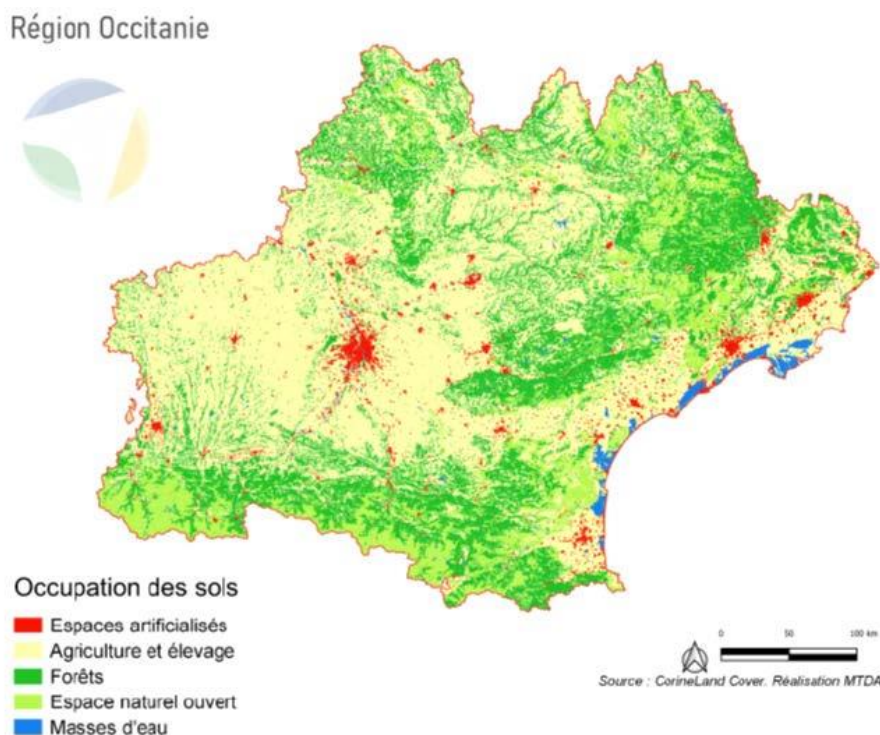 Région Occitanie
Occupation des sols
Espaces artificialisés
Agriculture et élevage
Forêts
Espace naturel ouvert
Masses d'eau
0 50 100 km
Source : CorineLand Cover. Réalisation MTDA